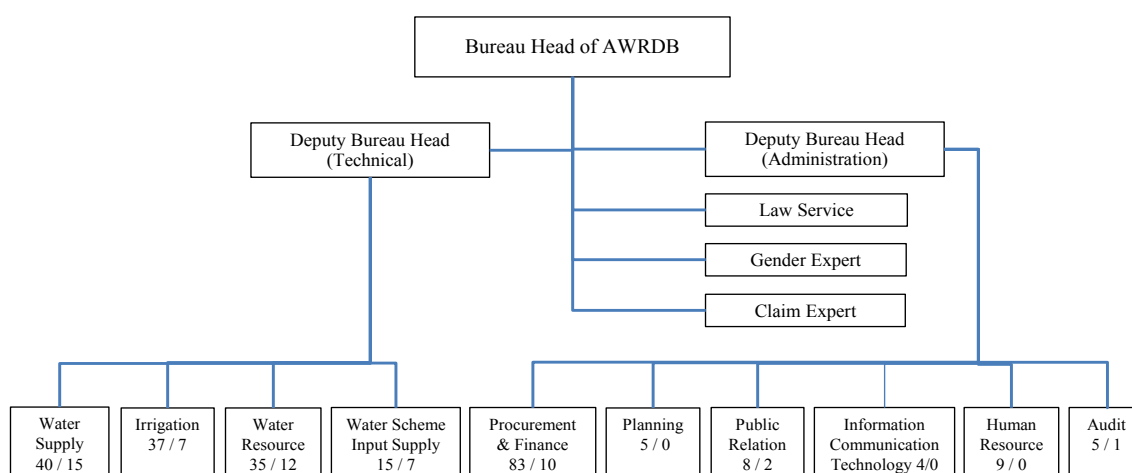 Bureau Head of AWRDB
Deputy Bureau Head
(Technical)
Deputy Bureau Head
(Administration)
Law Service
Gender Expert
Claim Expert
Water
Supply
40 / 15
Irrigation
37 / 7
Water
Resource
35 / 12
Water Scheme
Input Supply
15 / 7
Procurement
& Finance
83 / 10
Planning
5 / 0
Public
Relation
8 / 2
Information
Communication
Technology 4/0
Human
Resource
9 / 0
Audit
5 / 1